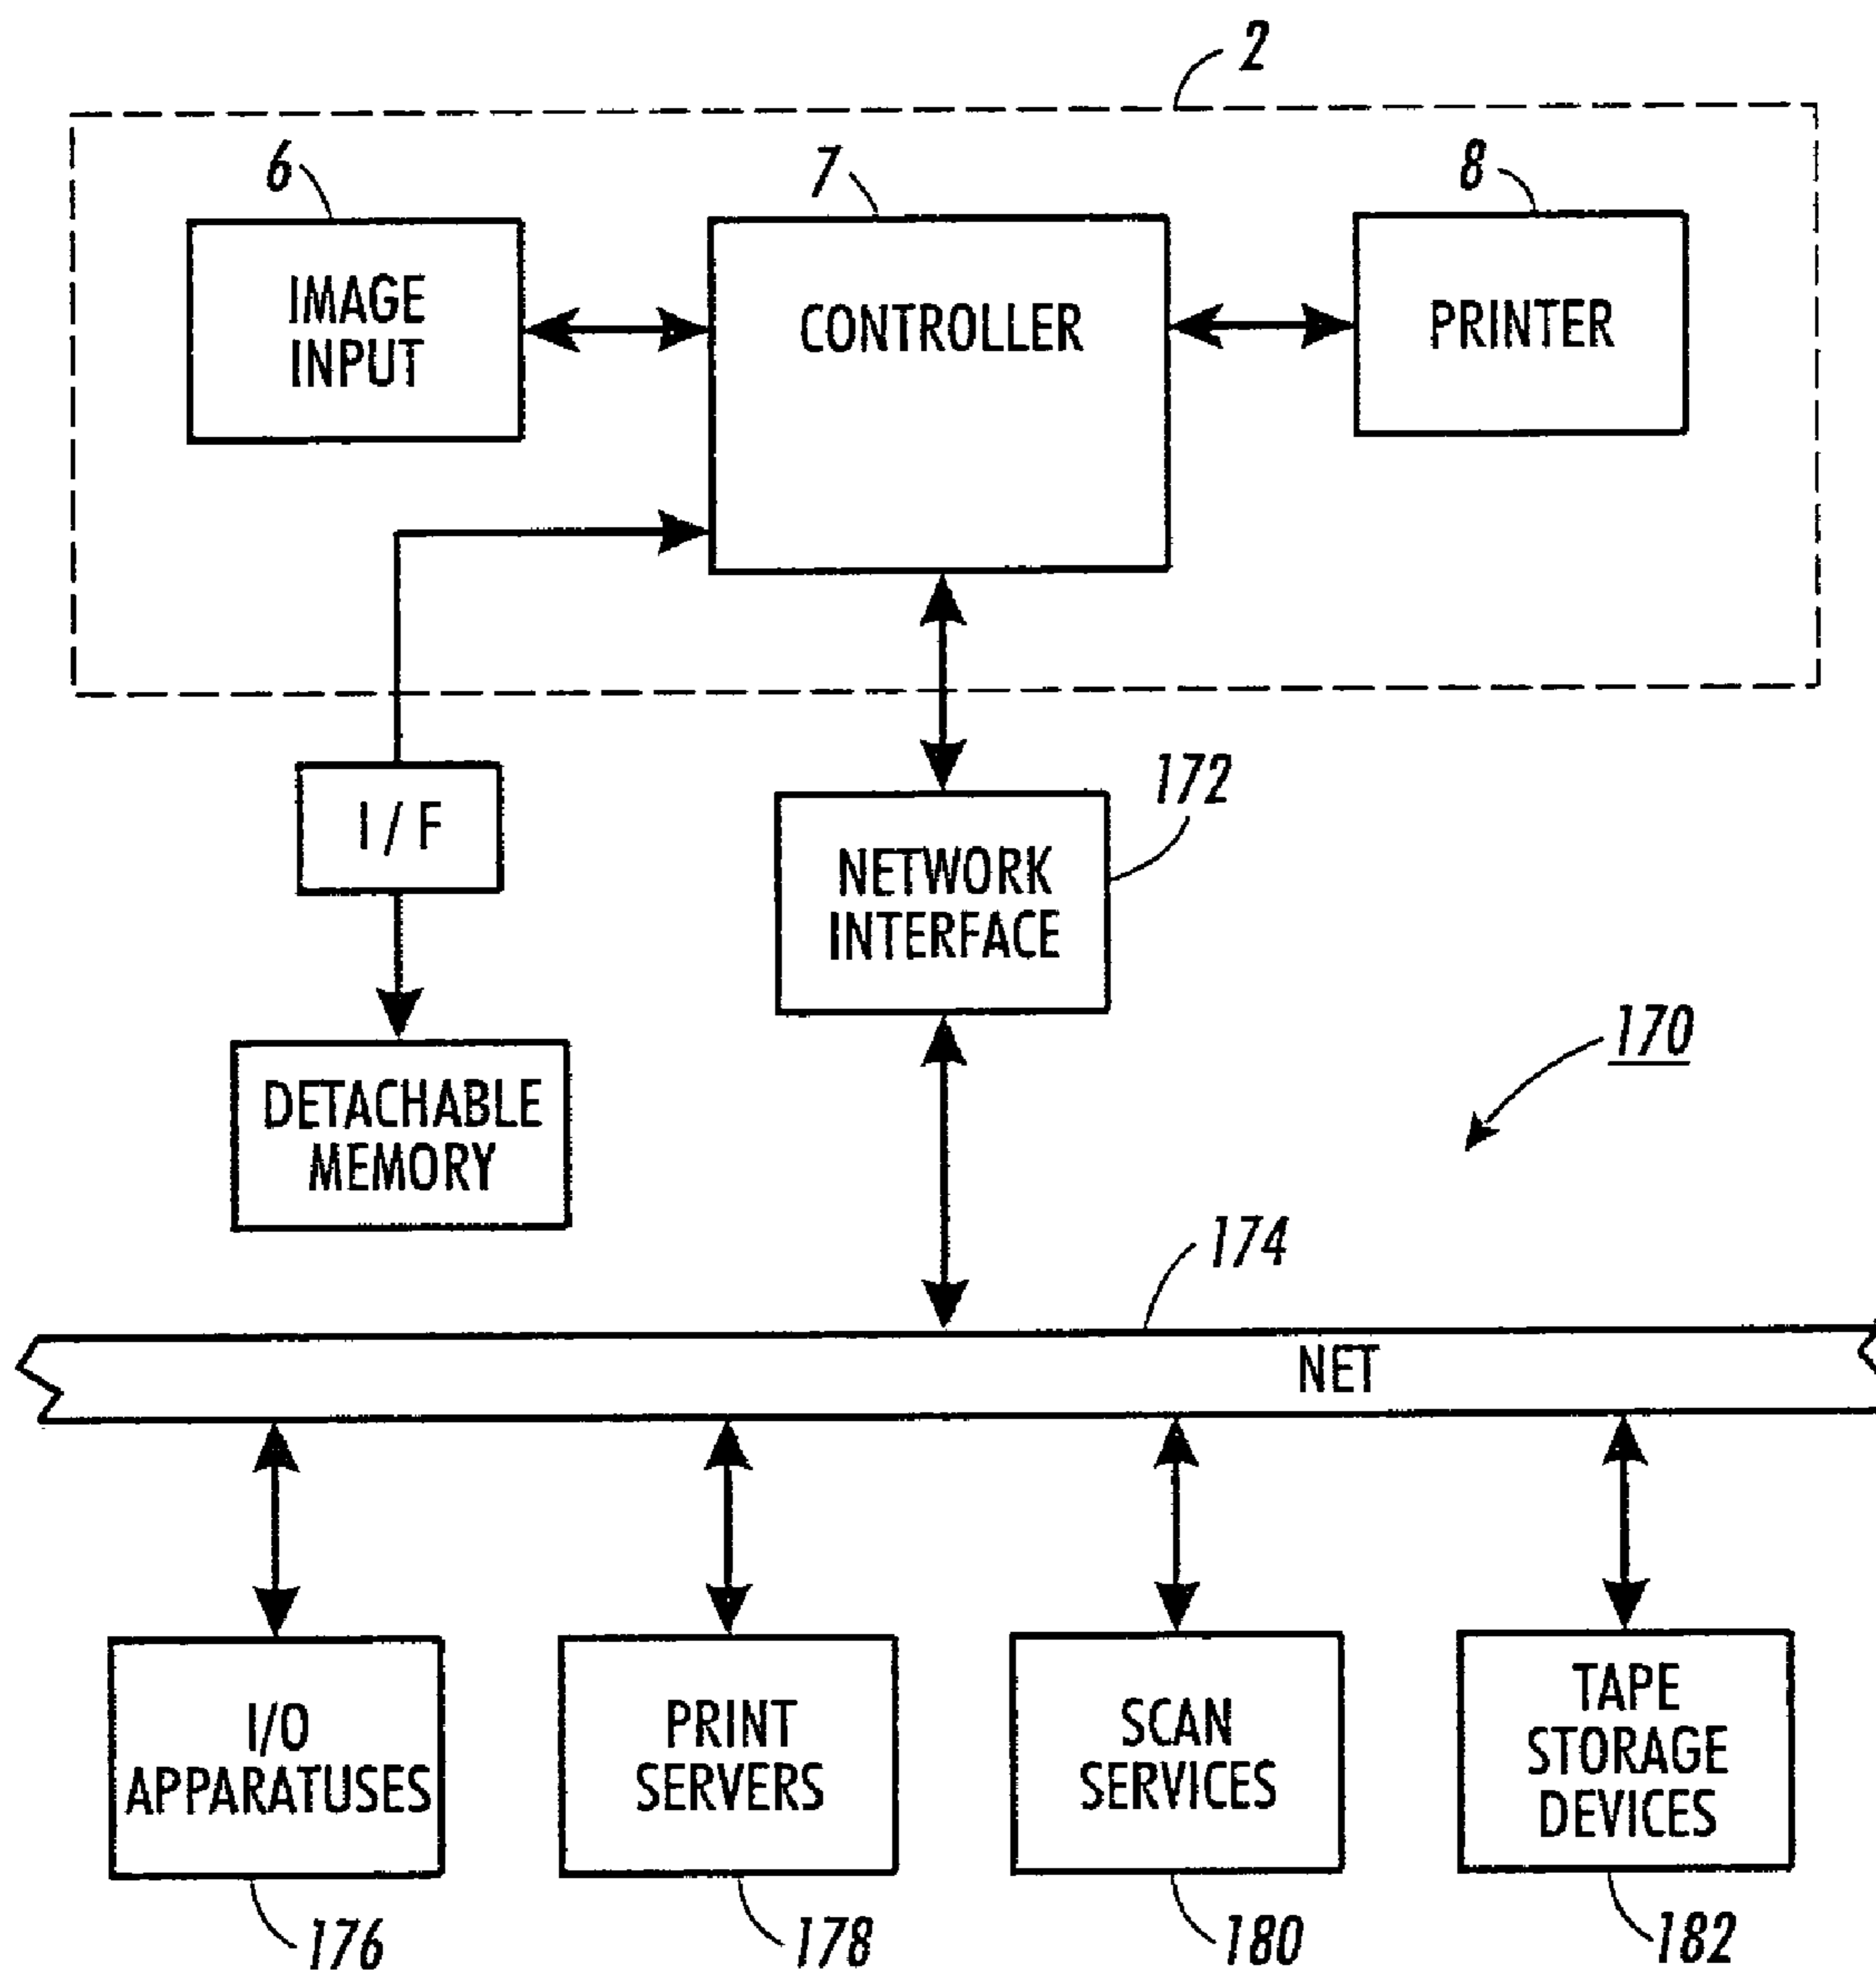 2
6
7
8
IMAGE
INPUT
CONTROLLER
PRINTER
I / F
172
NETWORK
INTERFACE
170
DETACHABLE
MEMORY
174
NET
I/O
APPARATUSES
PRINT
SERVERS
SCAN
SERVICES
TAPE
STORAGE
DEVICES
176
178
180
182